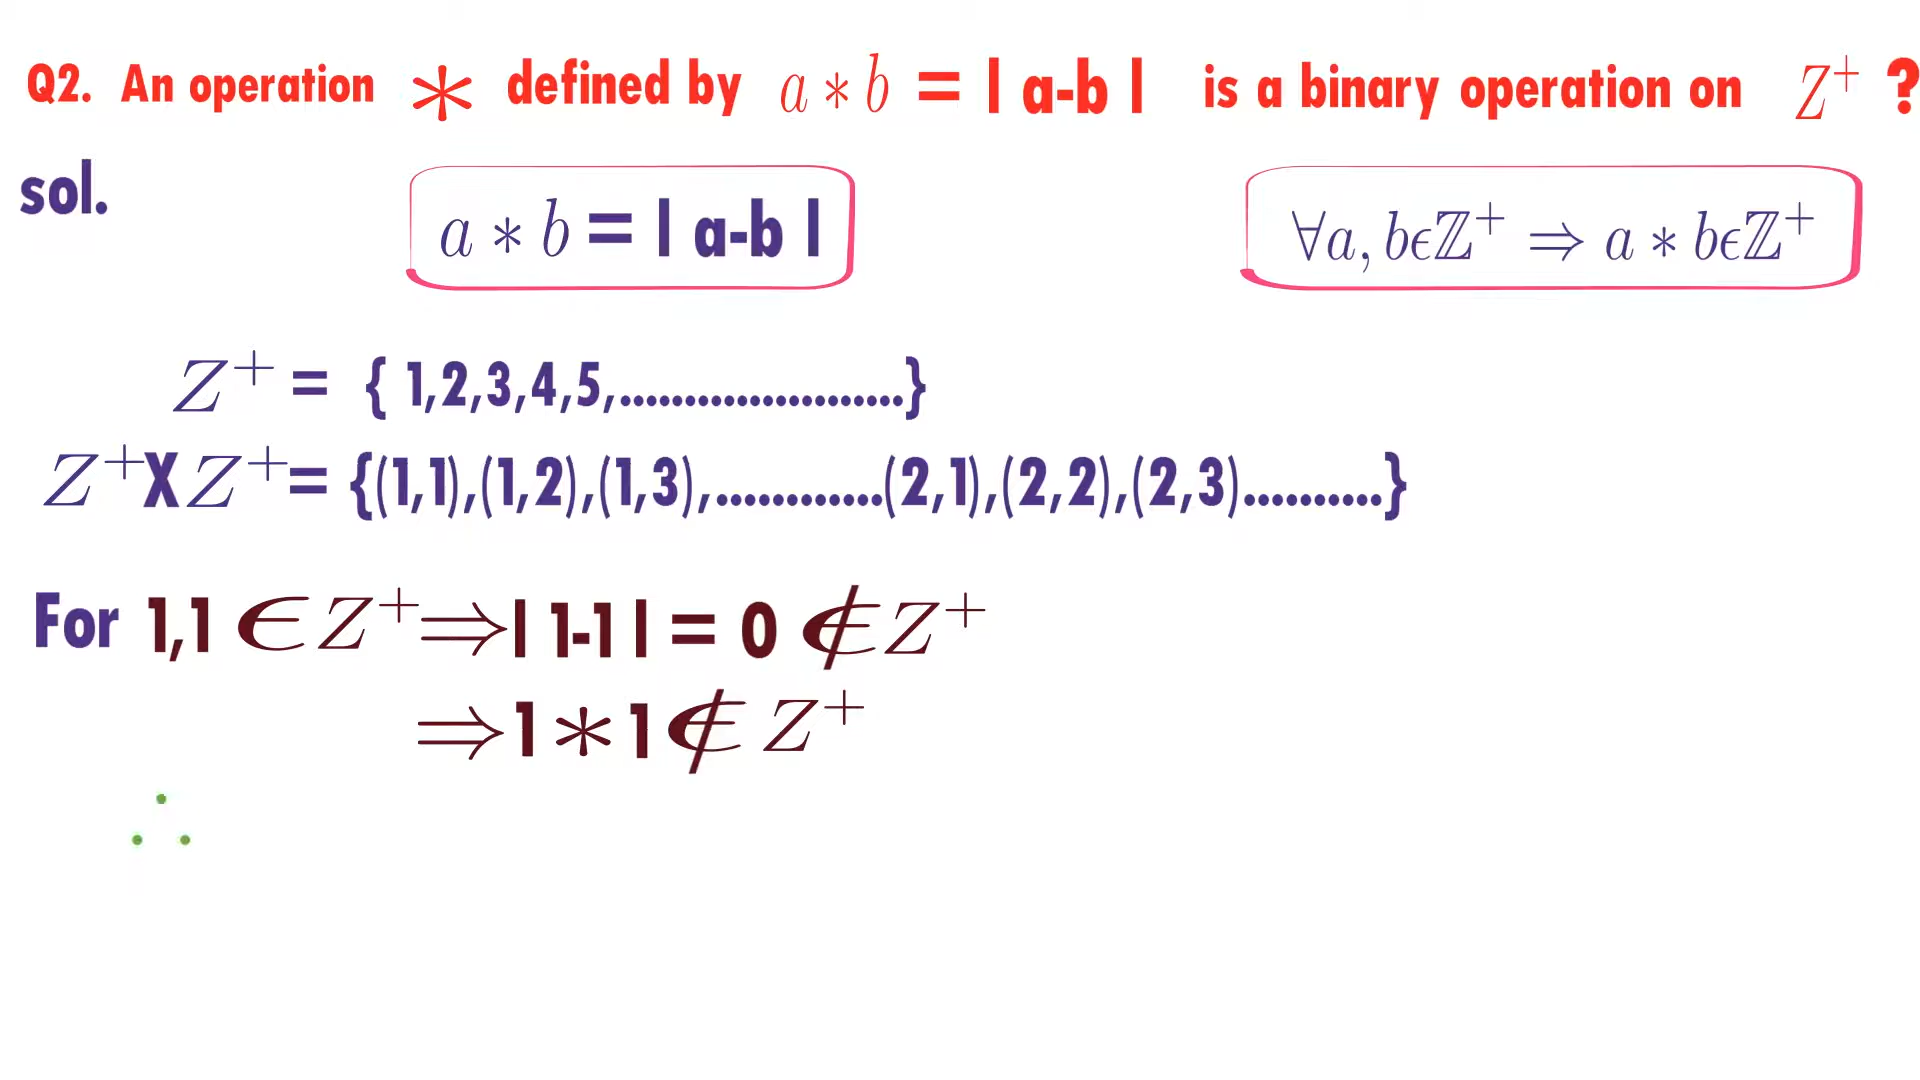 Q2. An operation * defined by a * b = | a-b | is a binary operation on Z⁺ ?
sol.
a * b = | a-b |
∀a, bϵℤ⁺ ⇒ a * bϵℤ⁺
Z⁺ = { 1,2,3,4,5,......................}
Z⁺X Z⁺= {(1,1),(1,2),(1,3),.............(2,1),(2,2),(2,3)..........}
For 1,1 ∈ Z⁺ ⇒| 1-1 | = 0 ∉ Z⁺
⇒ 1 * 1 ∉ Z⁺
∴